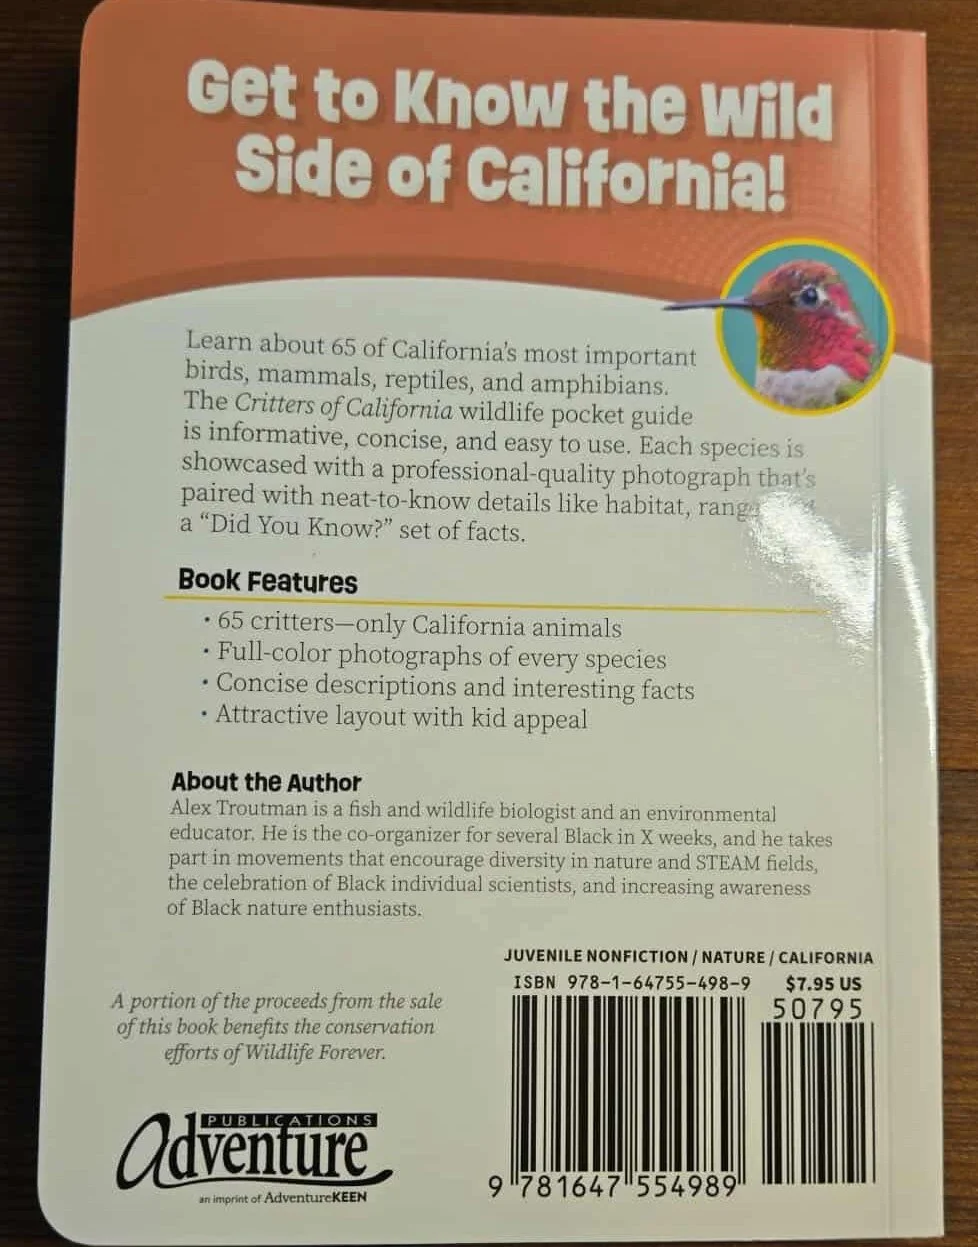 Get to Know the Wild
Side of California!
Learn about 65 of California's most important
birds, mammals, reptiles, and amphibians.
The Critters of California wildlife pocket guide
is informative, concise, and easy to use. Each species is
showcased with a professional-quality photograph that's
paired with neat-to-know details like habitat, range
a “Did You Know?” set of facts.
Book Features
• 65 critters—only California animals
• Full-color photographs of every species
• Concise descriptions and interesting facts
• Attractive layout with kid appeal
About the Author
Alex Troutman is a fish and wildlife biologist and an environmental
educator. He is the co-organizer for several Black in X weeks, and he takes
part in movements that encourage diversity in nature and STEAM fields,
the celebration of Black individual scientists, and increasing awareness
of Black nature enthusiasts.
A portion of the proceeds from the sale
of this book benefits the conservation
efforts of Wildlife Forever.
PUBLICATIONS
Adventure
an imprint of AdventureKEEN
JUVENILE NONFICTION / NATURE / CALIFORNIA
ISBN 978-1-64755-498-9 $7.95 US
50795
9 781647 554989